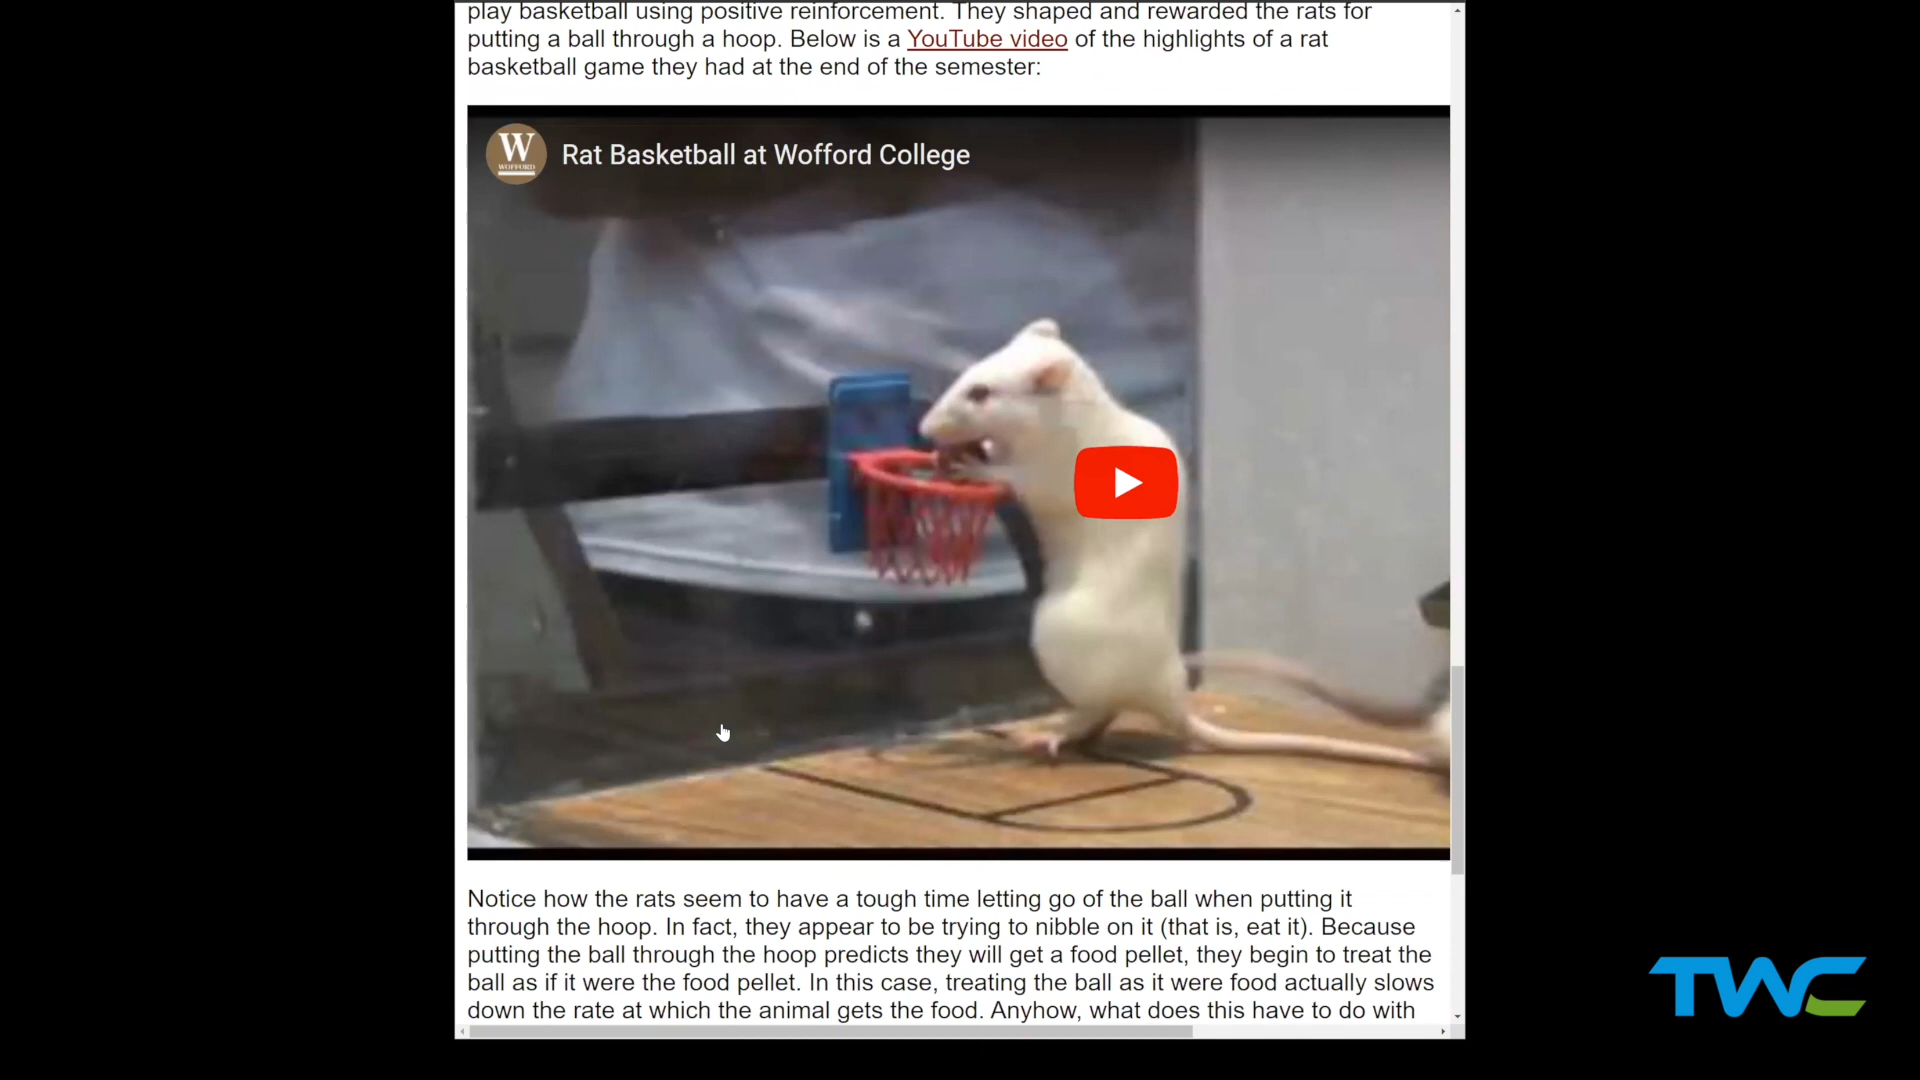 play basketball using positive reinforcement. They shaped and rewarded the rats for
putting a ball through a hoop. Below is a YouTube video of the highlights of a rat
basketball game they had at the end of the semester:
W
WOFFORD
Rat Basketball at Wofford College
Notice how the rats seem to have a tough time letting go of the ball when putting it
through the hoop. In fact, they appear to be trying to nibble on it (that is, eat it). Because
putting the ball through the hoop predicts they will get a food pellet, they begin to treat the
ball as if it were the food pellet. In this case, treating the ball as it were food actually slows
down the rate at which the animal gets the food. Anyhow, what does this have to do with
TWC